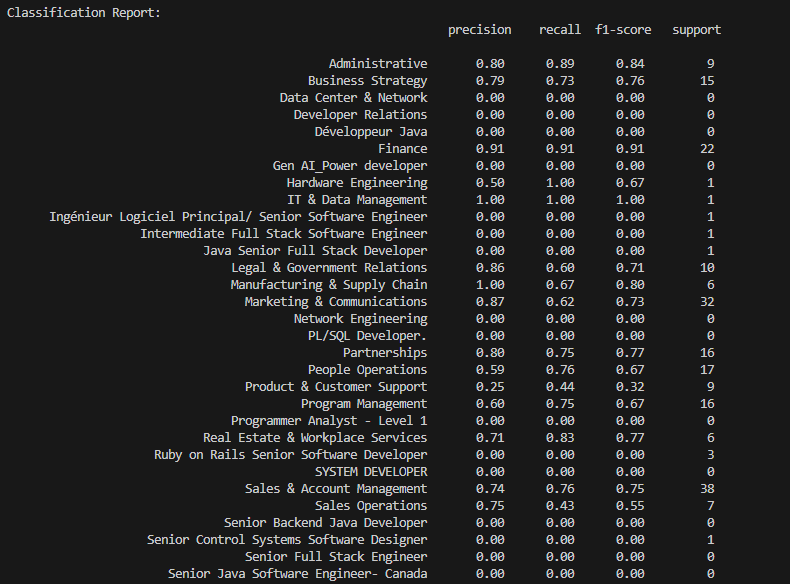 Classification Report:
precision recall f1-score support
Administrative 0.80 0.89 0.84 9
Business Strategy 0.79 0.73 0.76 15
Data Center & Network 0.00 0.00 0.00 0
Developer Relations 0.00 0.00 0.00 0
Développeur Java 0.00 0.00 0.00 0
Finance 0.91 0.91 0.91 22
Gen AI_Power developer 0.00 0.00 0.00 0
Hardware Engineering 0.50 1.00 0.67 1
IT & Data Management 1.00 1.00 1.00 1
Ingénieur Logiciel Principal/ Senior Software Engineer 0.00 0.00 0.00 1
Intermediate Full Stack Software Engineer 0.00 0.00 0.00 1
Java Senior Full Stack Developer 0.00 0.00 0.00 1
Legal & Government Relations 0.86 0.60 0.71 10
Manufacturing & Supply Chain 1.00 0.67 0.80 6
Marketing & Communications 0.87 0.62 0.73 32
Network Engineering 0.00 0.00 0.00 0
PL/SQL Developer. 0.00 0.00 0.00 0
Partnerships 0.80 0.75 0.77 16
People Operations 0.59 0.76 0.67 17
Product & Customer Support 0.25 0.44 0.32 9
Program Management 0.60 0.75 0.67 16
Programmer Analyst - Level 1 0.00 0.00 0.00 0
Real Estate & Workplace Services 0.71 0.83 0.77 6
Ruby on Rails Senior Software Developer 0.00 0.00 0.00 3
SYSTEM DEVELOPER 0.00 0.00 0.00 0
Sales & Account Management 0.74 0.76 0.75 38
Sales Operations 0.75 0.43 0.55 7
Senior Backend Java Developer 0.00 0.00 0.00 0
Senior Control Systems Software Designer 0.00 0.00 0.00 1
Senior Full Stack Engineer 0.00 0.00 0.00 0
Senior Java Software Engineer- Canada 0.00 0.00 0.00 0